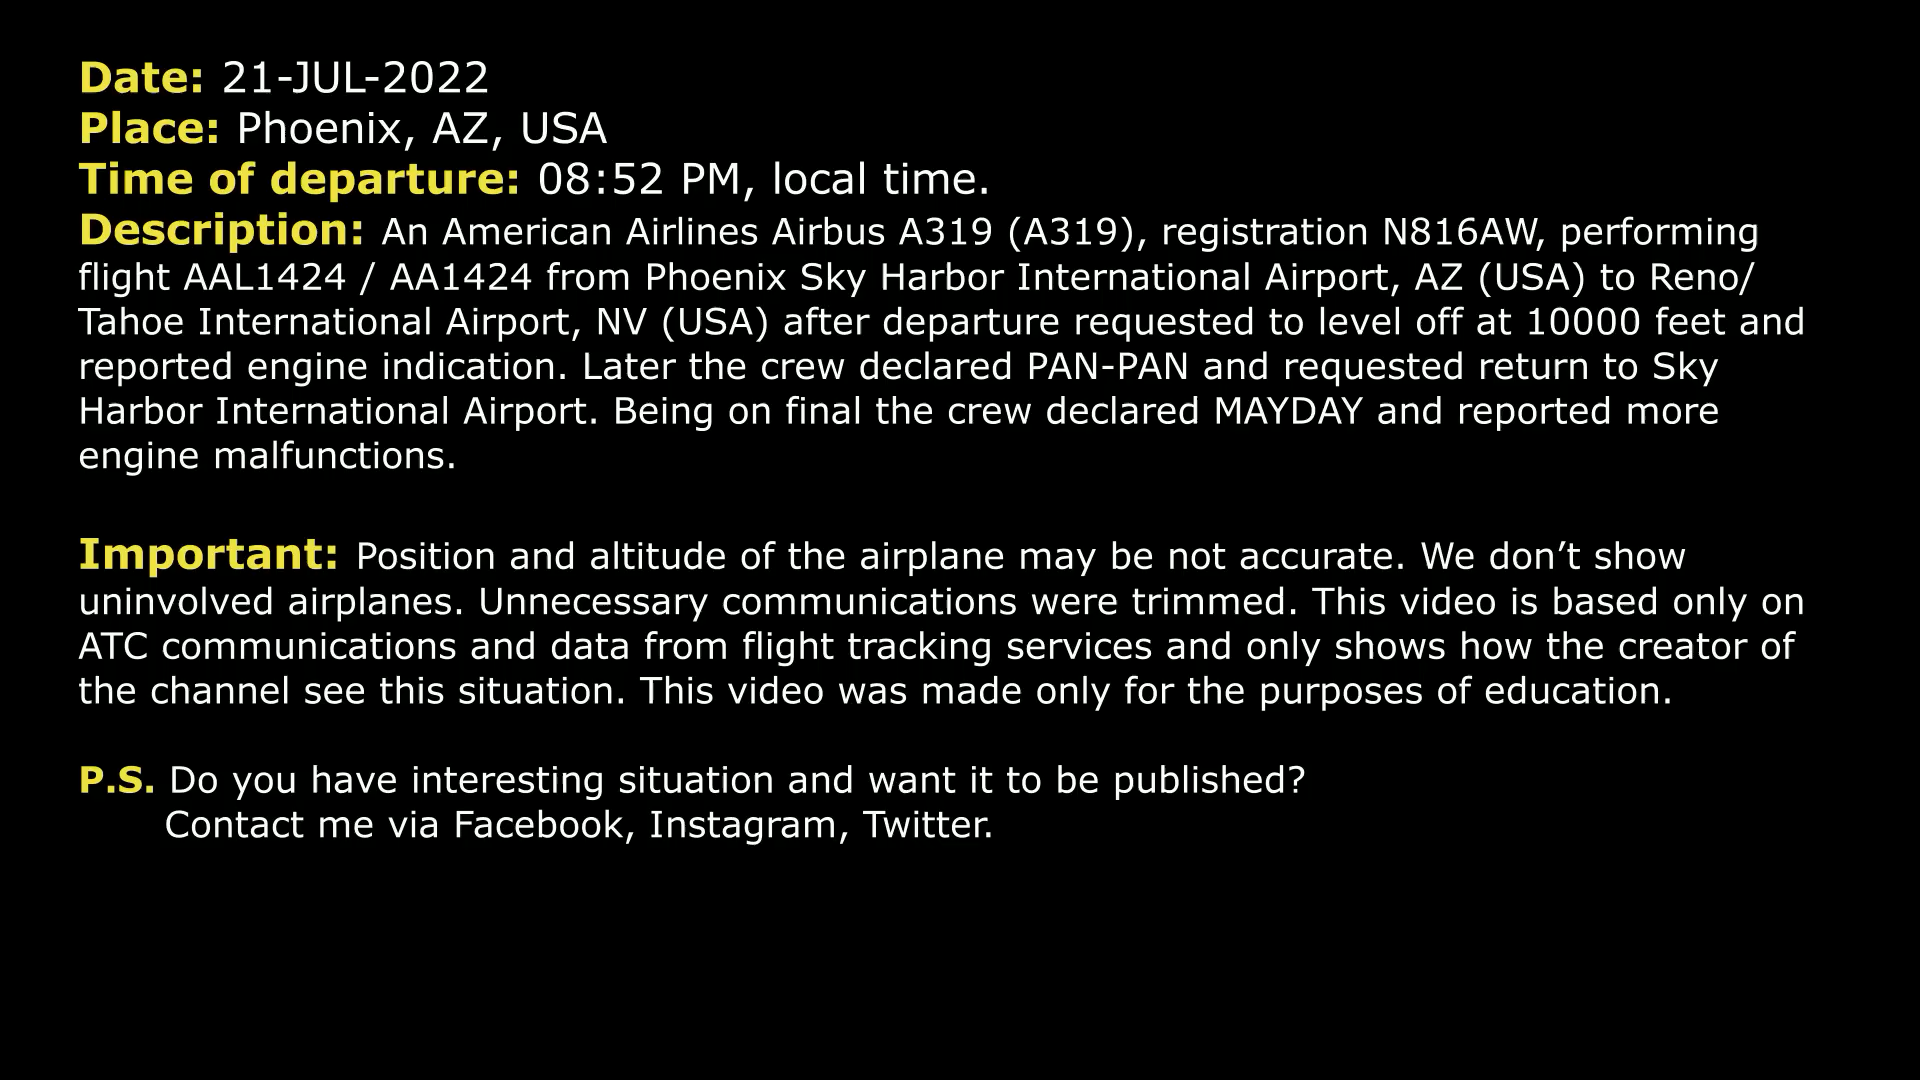 Date: 21-JUL-2022
Place: Phoenix, AZ, USA
Time of departure: 08:52 PM, local time.
Description: An American Airlines Airbus A319 (A319), registration N816AW, performing
flight AAL1424 / AA1424 from Phoenix Sky Harbor International Airport, AZ (USA) to Reno/
Tahoe International Airport, NV (USA) after departure requested to level off at 10000 feet and
reported engine indication. Later the crew declared PAN-PAN and requested return to Sky
Harbor International Airport. Being on final the crew declared MAYDAY and reported more
engine malfunctions.
Important: Position and altitude of the airplane may be not accurate. We don’t show
uninvolved airplanes. Unnecessary communications were trimmed. This video is based only on
ATC communications and data from flight tracking services and only shows how the creator of
the channel see this situation. This video was made only for the purposes of education.
P.S. Do you have interesting situation and want it to be published?
Contact me via Facebook, Instagram, Twitter.